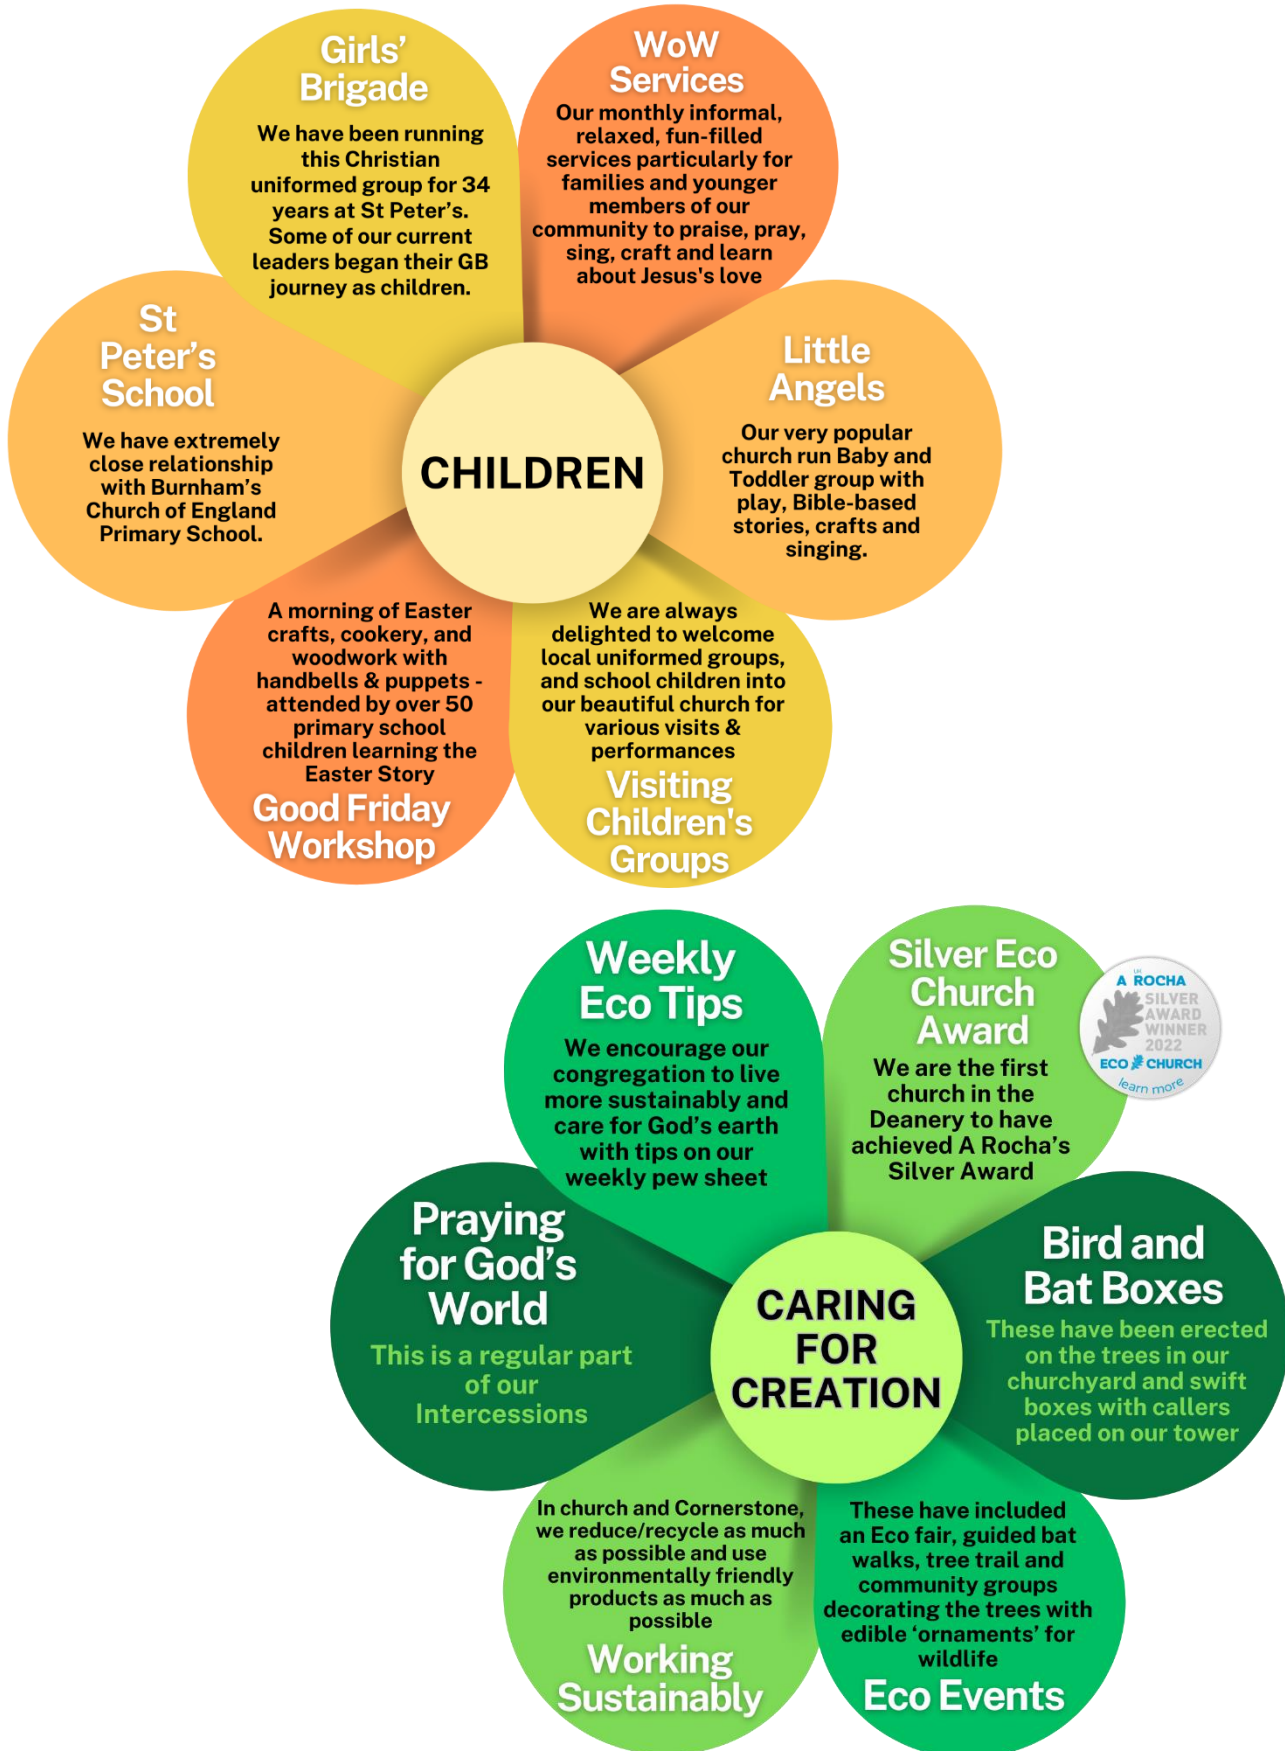 Girls'
Brigade
We have been running
this Christian
uniformed group for 34
years at St Peter's.
Some of our current
leaders began their GB
journey as children.
WoW
Services
Our monthly informal,
relaxed, fun-filled
services particularly for
families and younger
members of our
community to praise, pray,
sing, craft and learn
about Jesus's love
St
Peter's
School
We have extremely
close relationship
with Burnham's
Church of England
Primary School.
CHILDREN
Little
Angels
Our very popular
church run Baby and
Toddler group with
play, Bible-based
stories, crafts and
singing.
A morning of Easter
crafts, cookery, and
woodwork with
handbells & puppets -
attended by over 50
primary school
children learning the
Easter Story
Good Friday
Workshop
We are always
delighted to welcome
local uniformed groups,
and school children into
our beautiful church for
various visits &
performances
Visiting
Children's
Groups
Weekly
Eco Tips
We encourage our
congregation to live
more sustainably and
care for God's earth
with tips on our
weekly pew sheet
Silver Eco
Church
Award
We are the first
church in the
Deanery to have
achieved A Rocha's
Silver Award
UK
A ROCHA
SILVER
AWARD
WINNER
2022
ECO CHURCH
learn more
Praying
for God's
World
This is a regular part
of our
Intercessions
CARING
FOR
CREATION
Bird and
Bat Boxes
These have been erected
on the trees in our
churchyard and swift
boxes with callers
placed on our tower
In church and Cornerstone,
we reduce/recycle as much
as possible and use
environmentally friendly
products as much as
possible
Working
Sustainably
These have included
an Eco fair, guided bat
walks, tree trail and
community groups
decorating the trees with
edible 'ornaments' for
wildlife
Eco Events